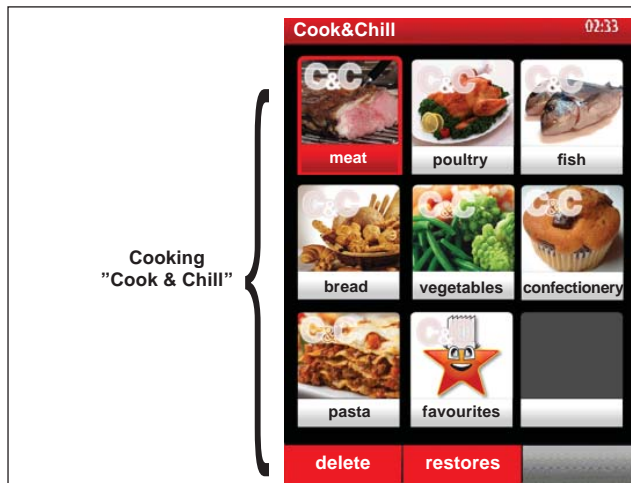 Cook&Chill 02:33
C&C C&C C&C
meat poultry fish
Cooking
”Cook & Chill”
C&C C&C C&C
bread vegetables confectionery
C&C C&C
pasta favourites
delete restores